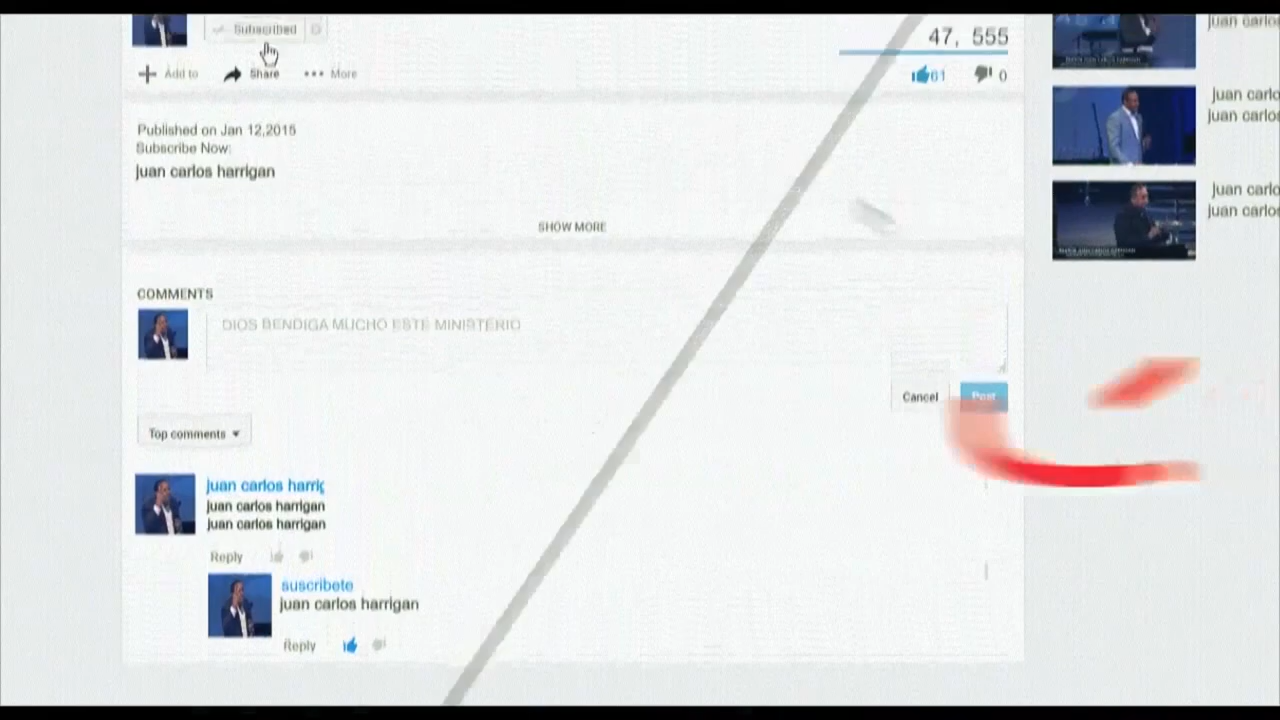 Subscribed
47, 555
Add to
Share
More
61
0
Published on Jan 12,2015
Subscribe Now:
juan carlos harrigan
SHOW MORE
COMMENTS
DIOS BENDIGA MUCHO ESTE MINISTERIO
Cancel
Post
Top comments
juan carlos harrig
juan carlos harrigan
juan carlos harrigan
Reply
suscribete
juan carlos harrigan
Reply
juan carlo
juan carlo
juan carlo
juan carlo
juan carlo